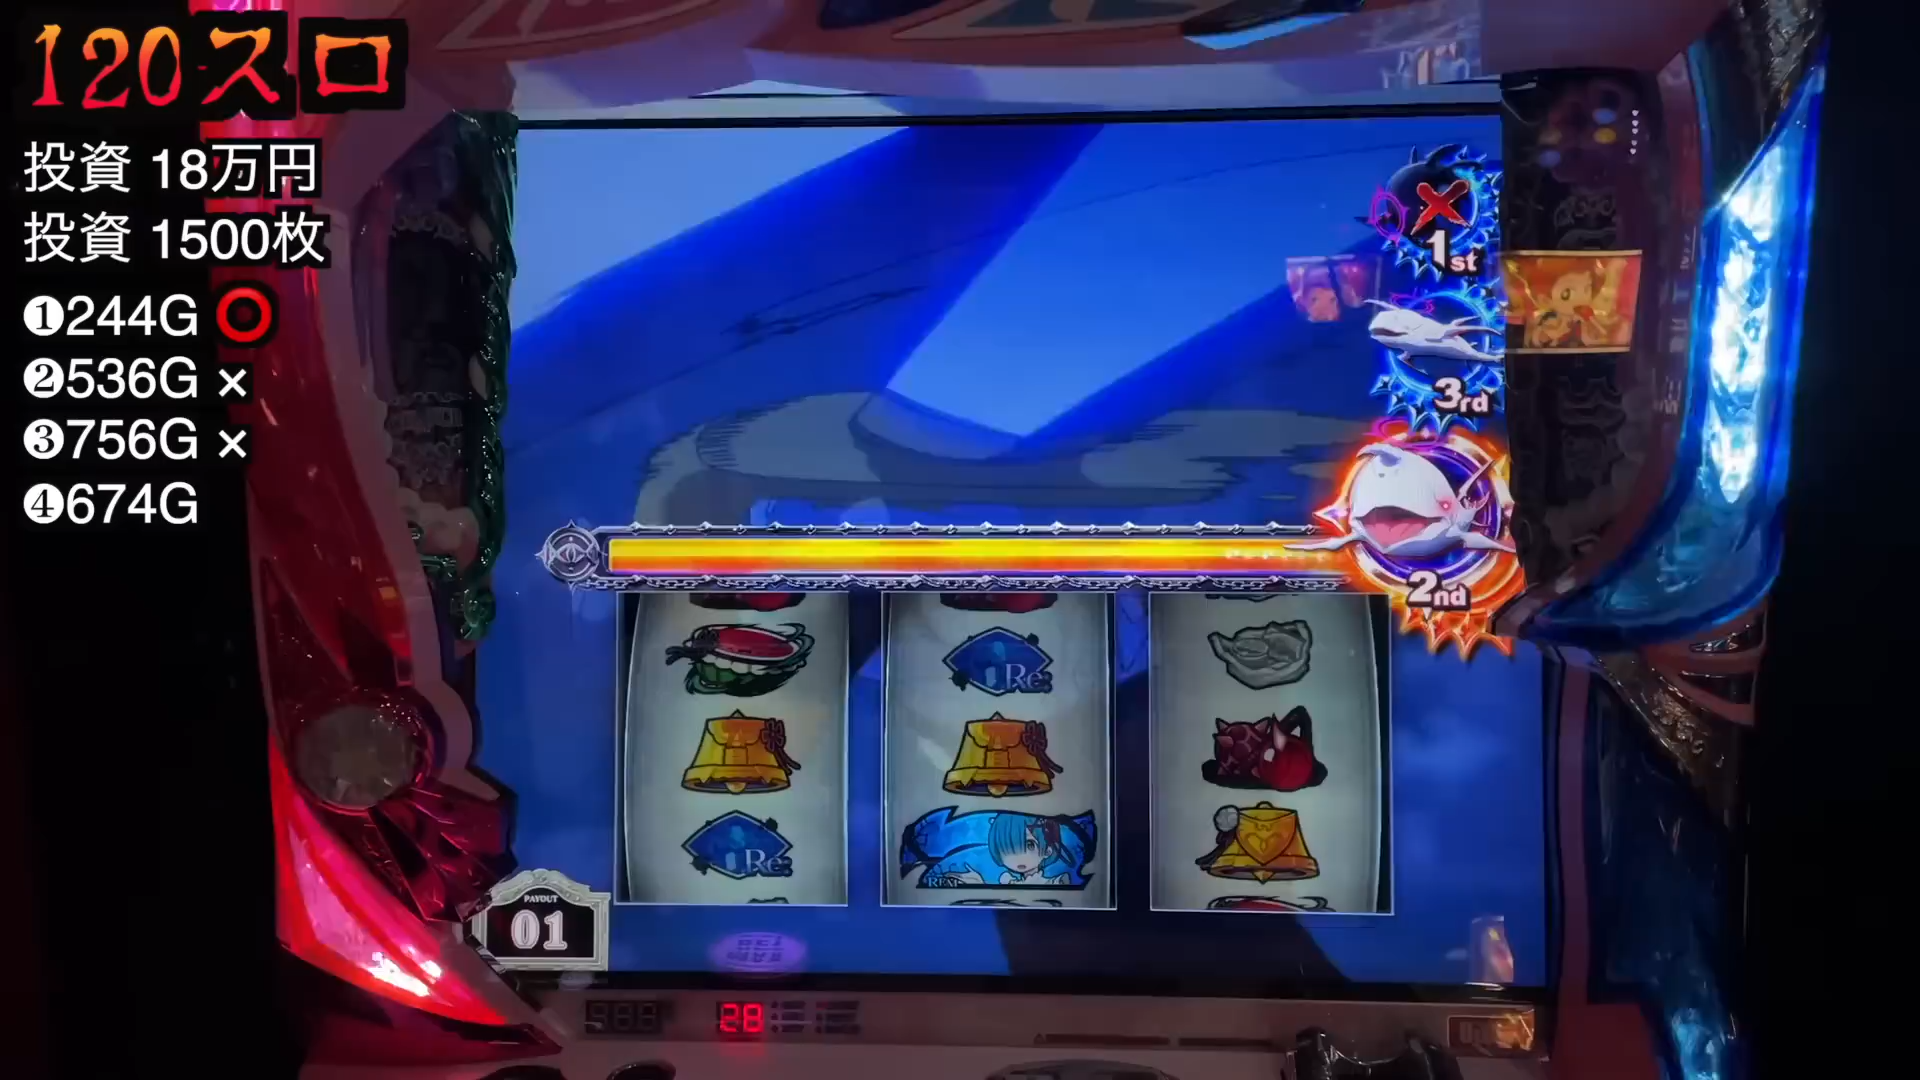 120スロ
投資 18万円
投資 1500枚
❶244G ⭕
❷536G ×
❸756G ×
❹674G
1st
3rd
2nd
Re:
Re:
REM
PAYOUT
01
28